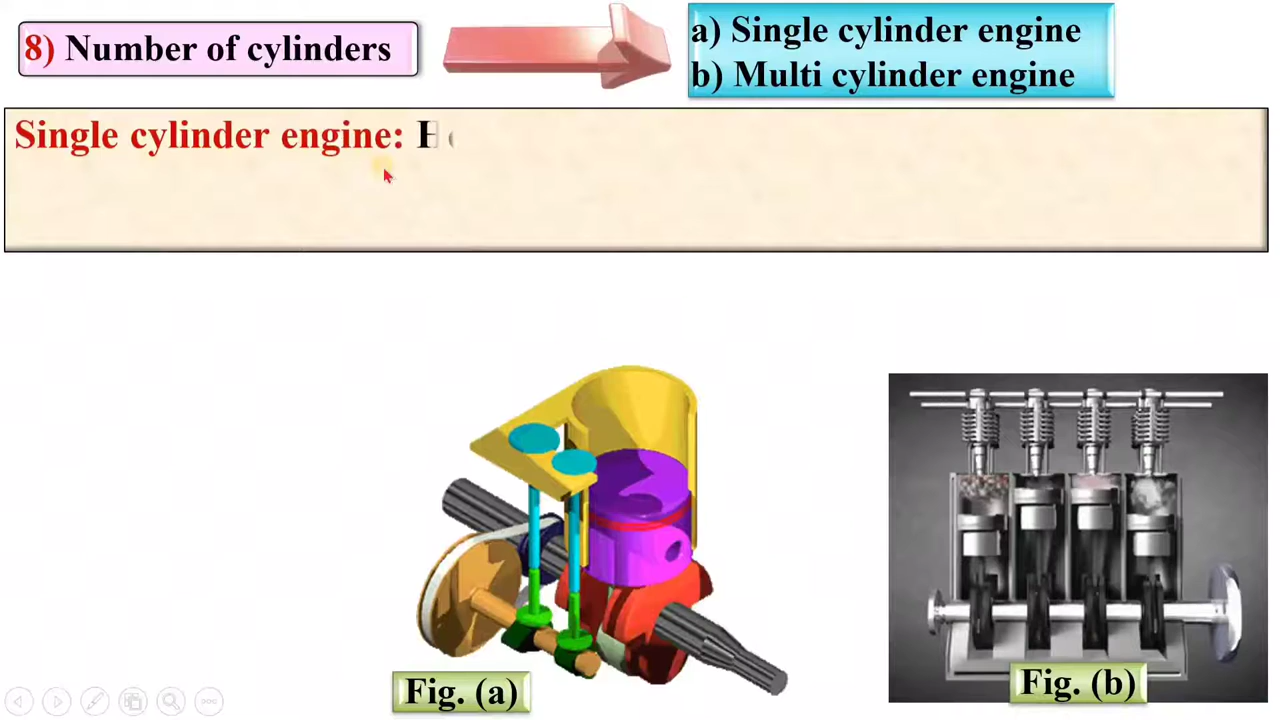 8) Number of cylinders
a) Single cylinder engine
b) Multi cylinder engine
Single cylinder engine: H
Fig. (a)
Fig. (b)